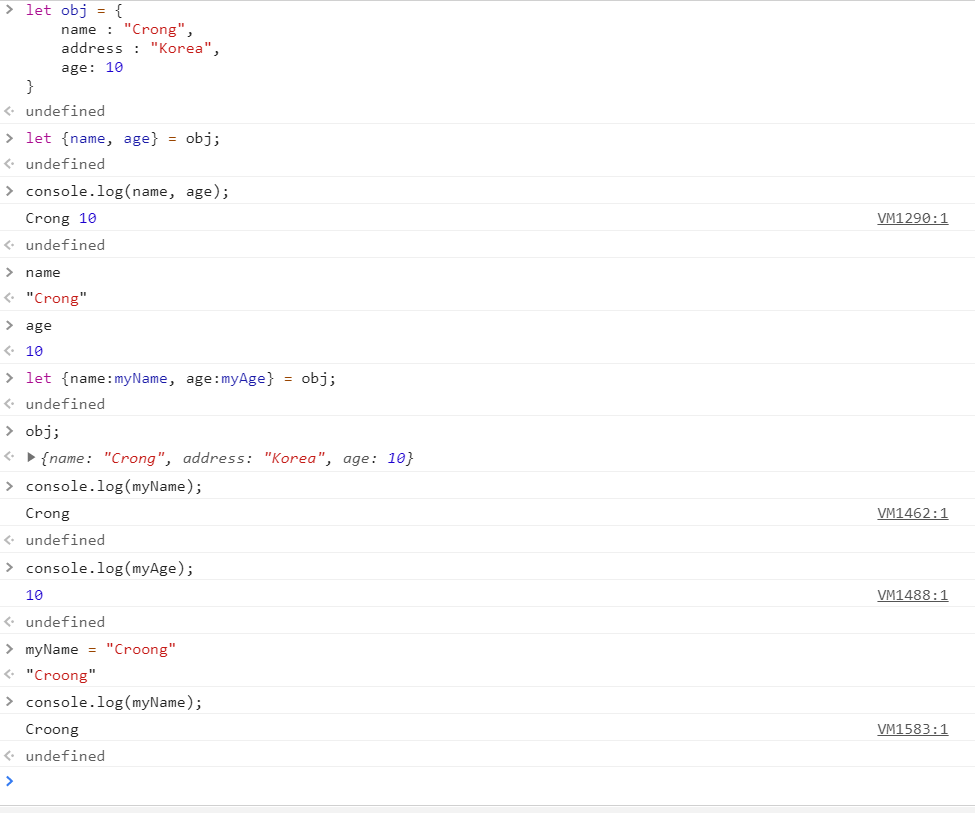 let obj = {
name : "Crong",
address : "Korea",
age: 10
}
undefined
let {name, age} = obj;
undefined
console.log(name, age);
Crong 10 VM1290:1
undefined
name
"Crong"
age
10
let {name:myName, age:myAge} = obj;
undefined
obj;
{name: "Crong", address: "Korea", age: 10}
console.log(myName);
Crong VM1462:1
undefined
console.log(myAge);
10 VM1488:1
undefined
myName = "Croong"
"Croong"
console.log(myName);
Croong VM1583:1
undefined